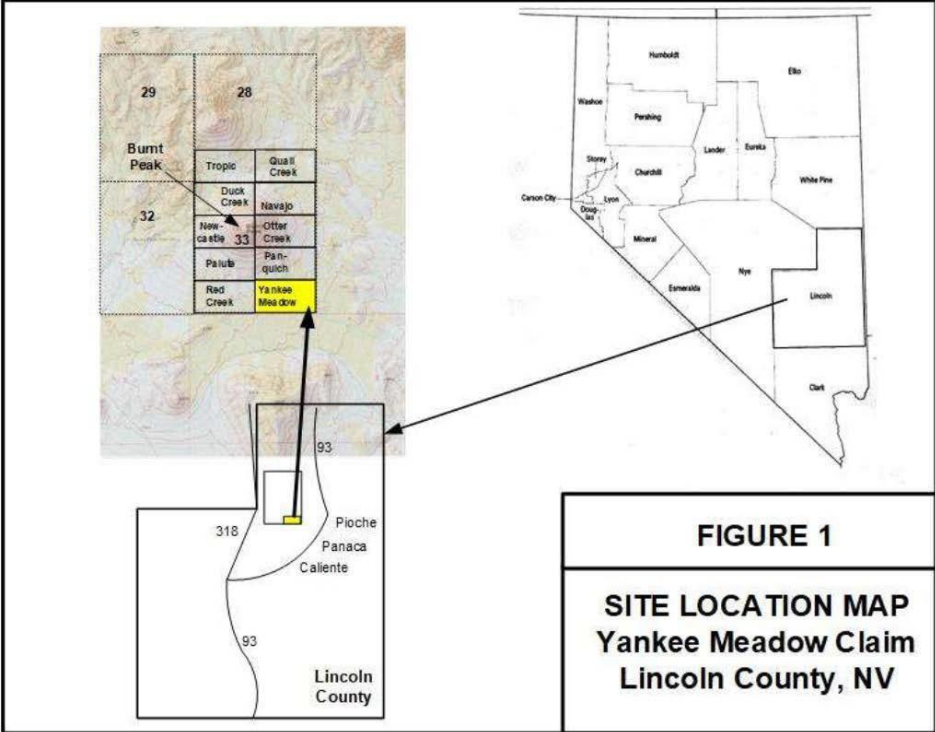 29
28
Burnt
Peak
Tropic
Quail
Creek
Duck
Creek
Navajo
32
New-
castle
33
Otter
Creek
Paiute
Pan-
quich
Red
Creek
Yankee
Meadow
Humboldt
Elko
Washoe
Pershing
Lander
Eureka
Storey
Churchill
White Pine
Carson City
Lyon
Doug-
las
Mineral
Nye
Esmeralda
Lincoln
Clark
93
318
Pioche
Panaca
Caliente
93
Lincoln
County
FIGURE 1
SITE LOCATION MAP
Yankee Meadow Claim
Lincoln County, NV